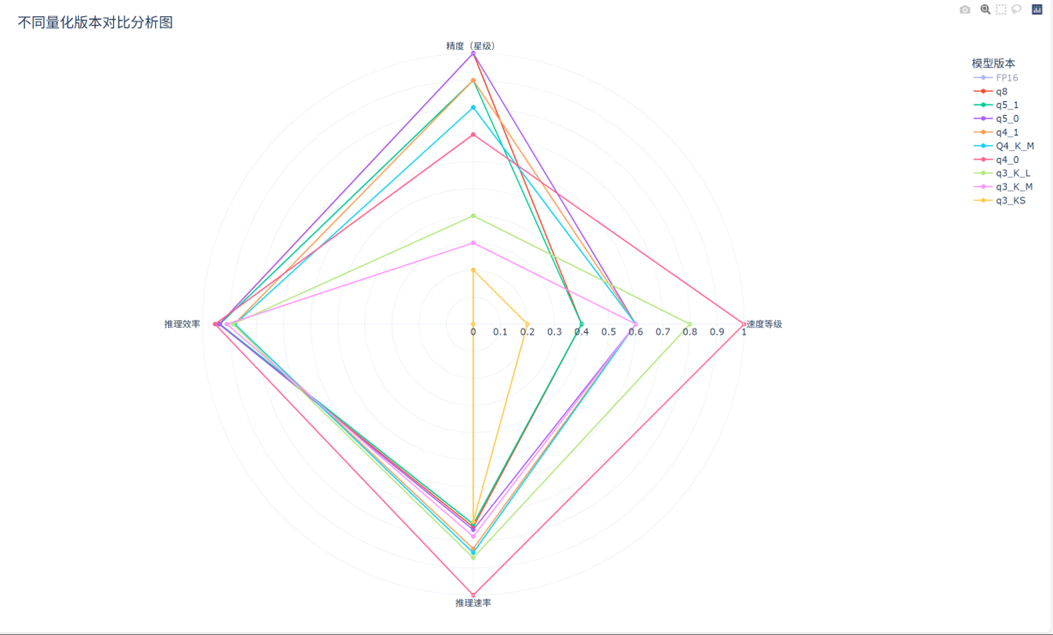 不同量化版本对比分析图
精度（星级）
模型版本
FP16
q8
q5_1
q5_0
q4_1
Q4_K_M
q4_0
q3_K_L
q3_K_M
q3_KS
推理效率
速度等级
0 0.1 0.2 0.3 0.4 0.5 0.6 0.7 0.8 0.9 1
推理速率